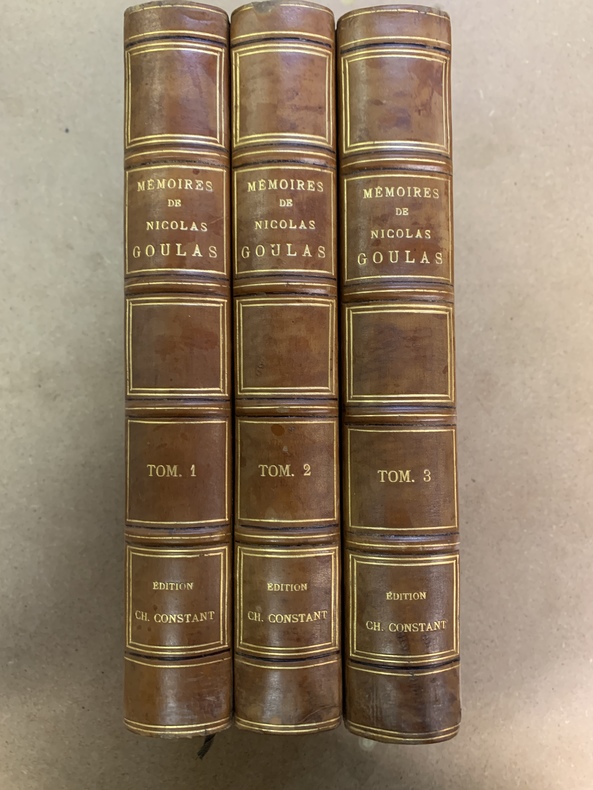 MÉMOIRES
DE
NICOLAS
GOULAS
TOM. 1
ÉDITION
CH. CONSTANT
MÉMOIRES
DE
NICOLAS
GOULAS
TOM. 2
ÉDITION
CH. CONSTANT
MÉMOIRES
DE
NICOLAS
GOULAS
TOM. 3
ÉDITION
CH. CONSTANT